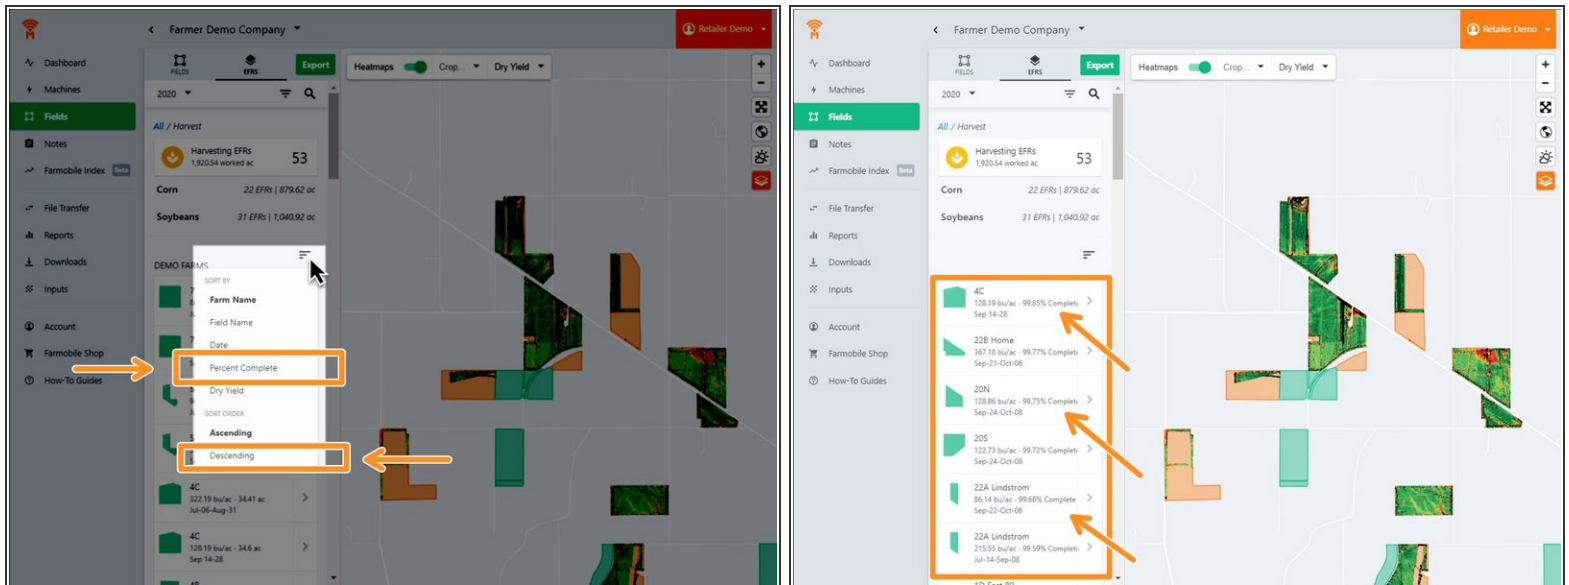 Farmer Demo Company
Retailer Demo
Dashboard
Machines
Fields
Notes
Farmobile Index Beta
File Transfer
Reports
Downloads
Inputs
Account
Farmobile Shop
How-To Guides
FIELDS
EFRS
Export
2020
All / Harvest
Harvesting EFRs
1,920.54 worked ac
53
Corn 22 EFRs | 879.62 ac
Soybeans 31 EFRs | 1,040.92 ac
DEMO FARMS
SORT BY
Farm Name
Field Name
Date
Percent Complete
Dry Yield
SORT ORDER
Ascending
Descending
4C
322.19 bu/ac - 34.41 ac
Jul-06-Aug-31
4C
128.19 bu/ac - 34.6 ac
Sep 14-28
Heatmaps Crop... Dry Yield
Farmer Demo Company
Retailer Demo
Dashboard
Machines
Fields
Notes
Farmobile Index Beta
File Transfer
Reports
Downloads
Inputs
Account
Farmobile Shop
How-To Guides
FIELDS
EFRS
Export
2020
All / Harvest
Harvesting EFRs
1,920.54 worked ac
53
Corn 22 EFRs | 879.62 ac
Soybeans 31 EFRs | 1,040.92 ac
4C
128.19 bu/ac - 99.85% Complet
Sep 14-28
22B Home
367.18 bu/ac - 99.77% Complet
Sep-21-Oct-06
20N
128.86 bu/ac - 99.75% Complet
Sep-24-Oct-08
20S
122.73 bu/ac - 99.72% Complet
Sep-24-Oct-08
22A Lindstrom
86.14 bu/ac - 99.68% Complete
Sep-22-Oct-06
22A Lindstrom
215.55 bu/ac - 99.59% Complet
Jul-14-Sep-08
Heatmaps Crop... Dry Yield